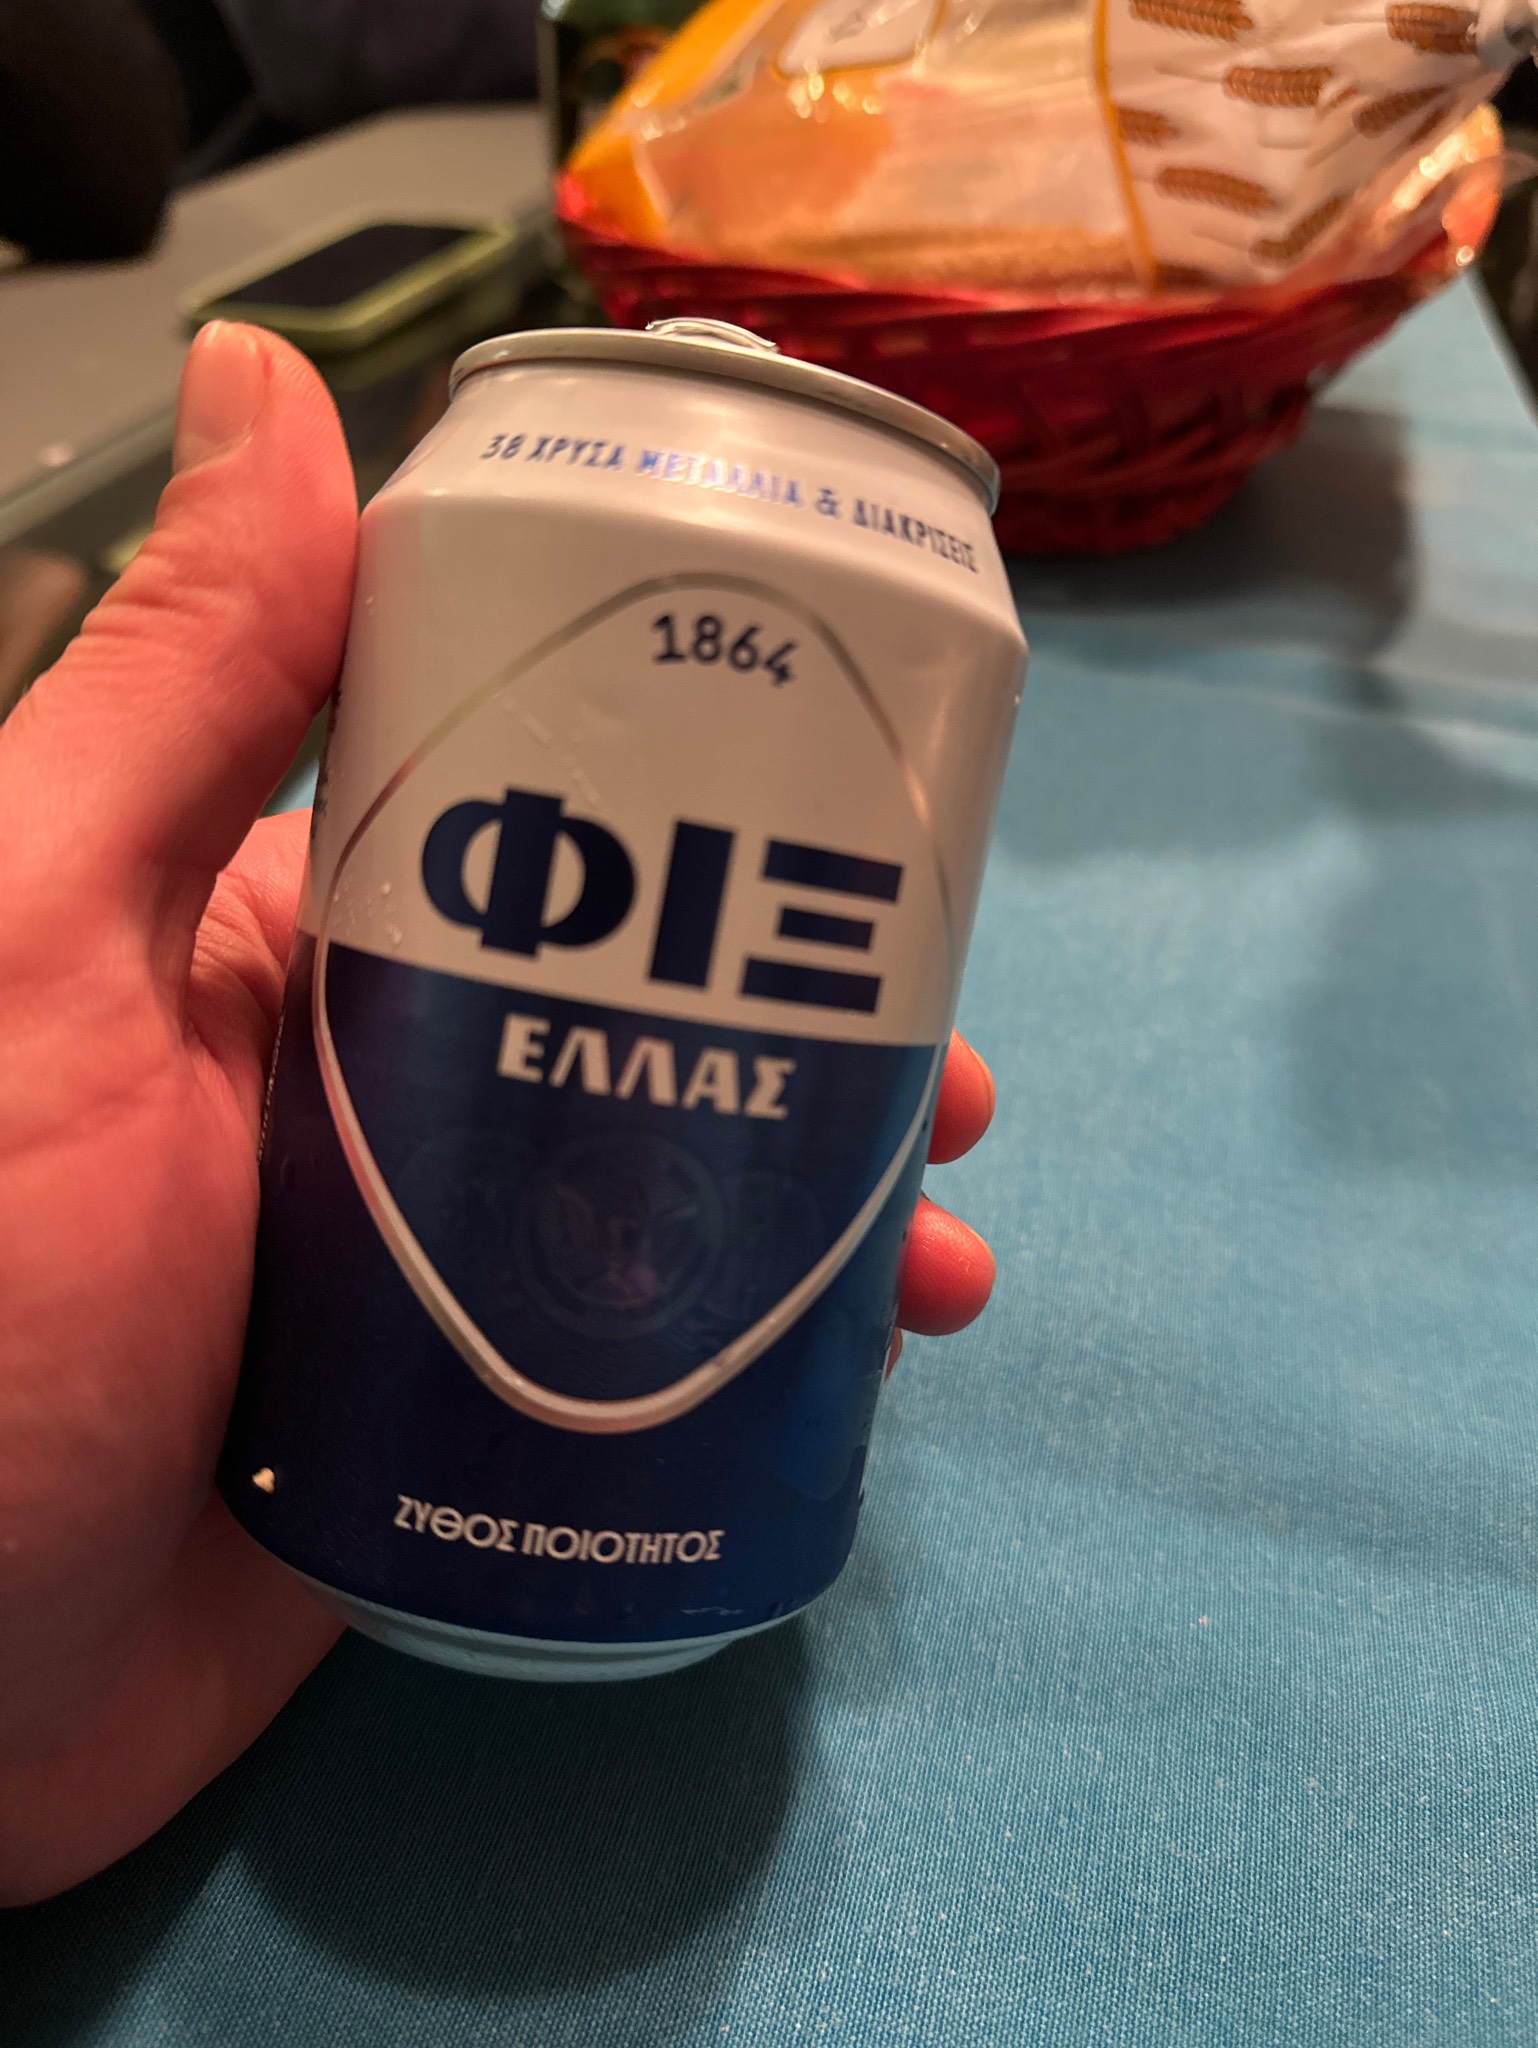 38 ΧΡΥΣΑ ΜΕΤΑΛΛΙΑ & ΔΙΑΚΡΙΣΕΙΣ
1864
ΦΙΞ
ΕΛΛΑΣ
ΖΥΘΟΣ ΠΟΙΟΤΗΤΟΣ